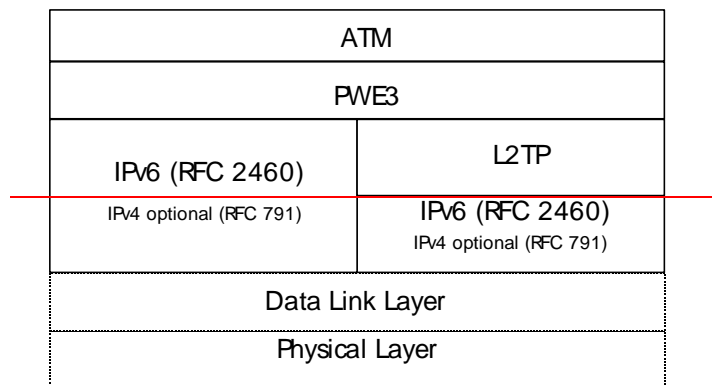 ATM
PWE3
IPv6 (RFC 2460)
IPv4 optional (RFC 791)
L2TP
IPv6 (RFC 2460)
IPv4 optional (RFC 791)
Data Link Layer
Physical Layer